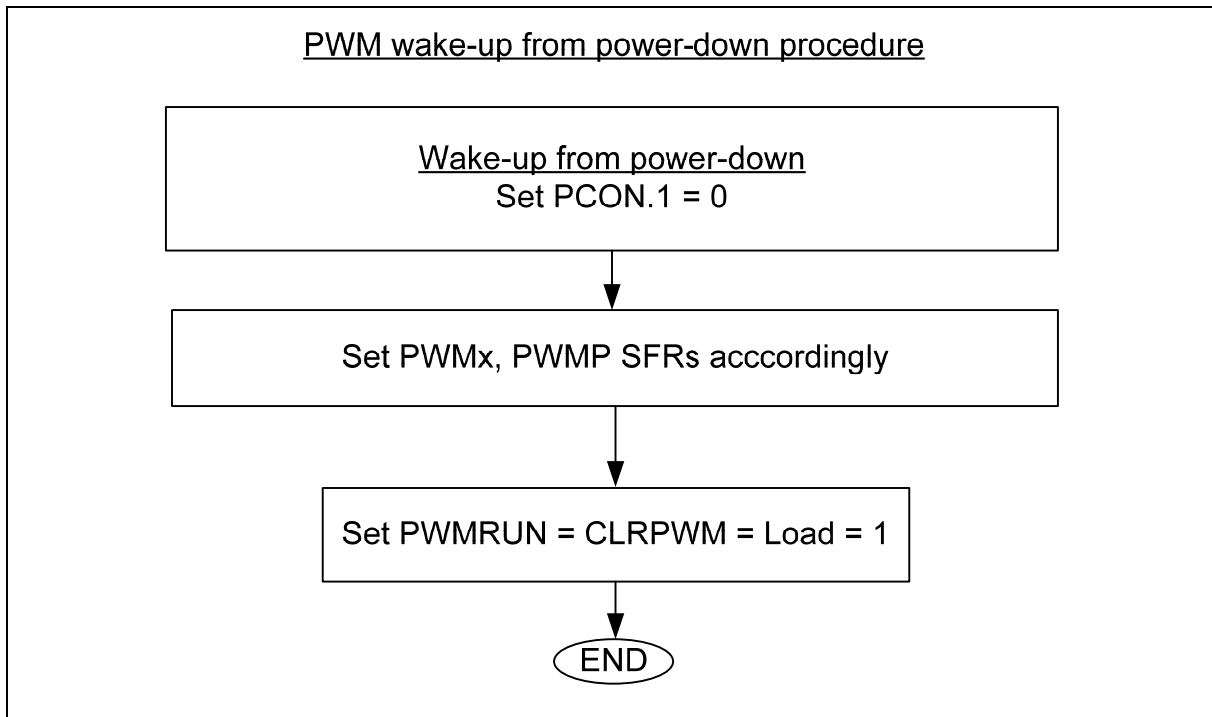 PWM wake-up from power-down procedure
Wake-up from power-down
Set PCON.1 = 0
Set PWMx, PWMP SFRs acccordingly
Set PWMRUN = CLRPWM = Load = 1
END